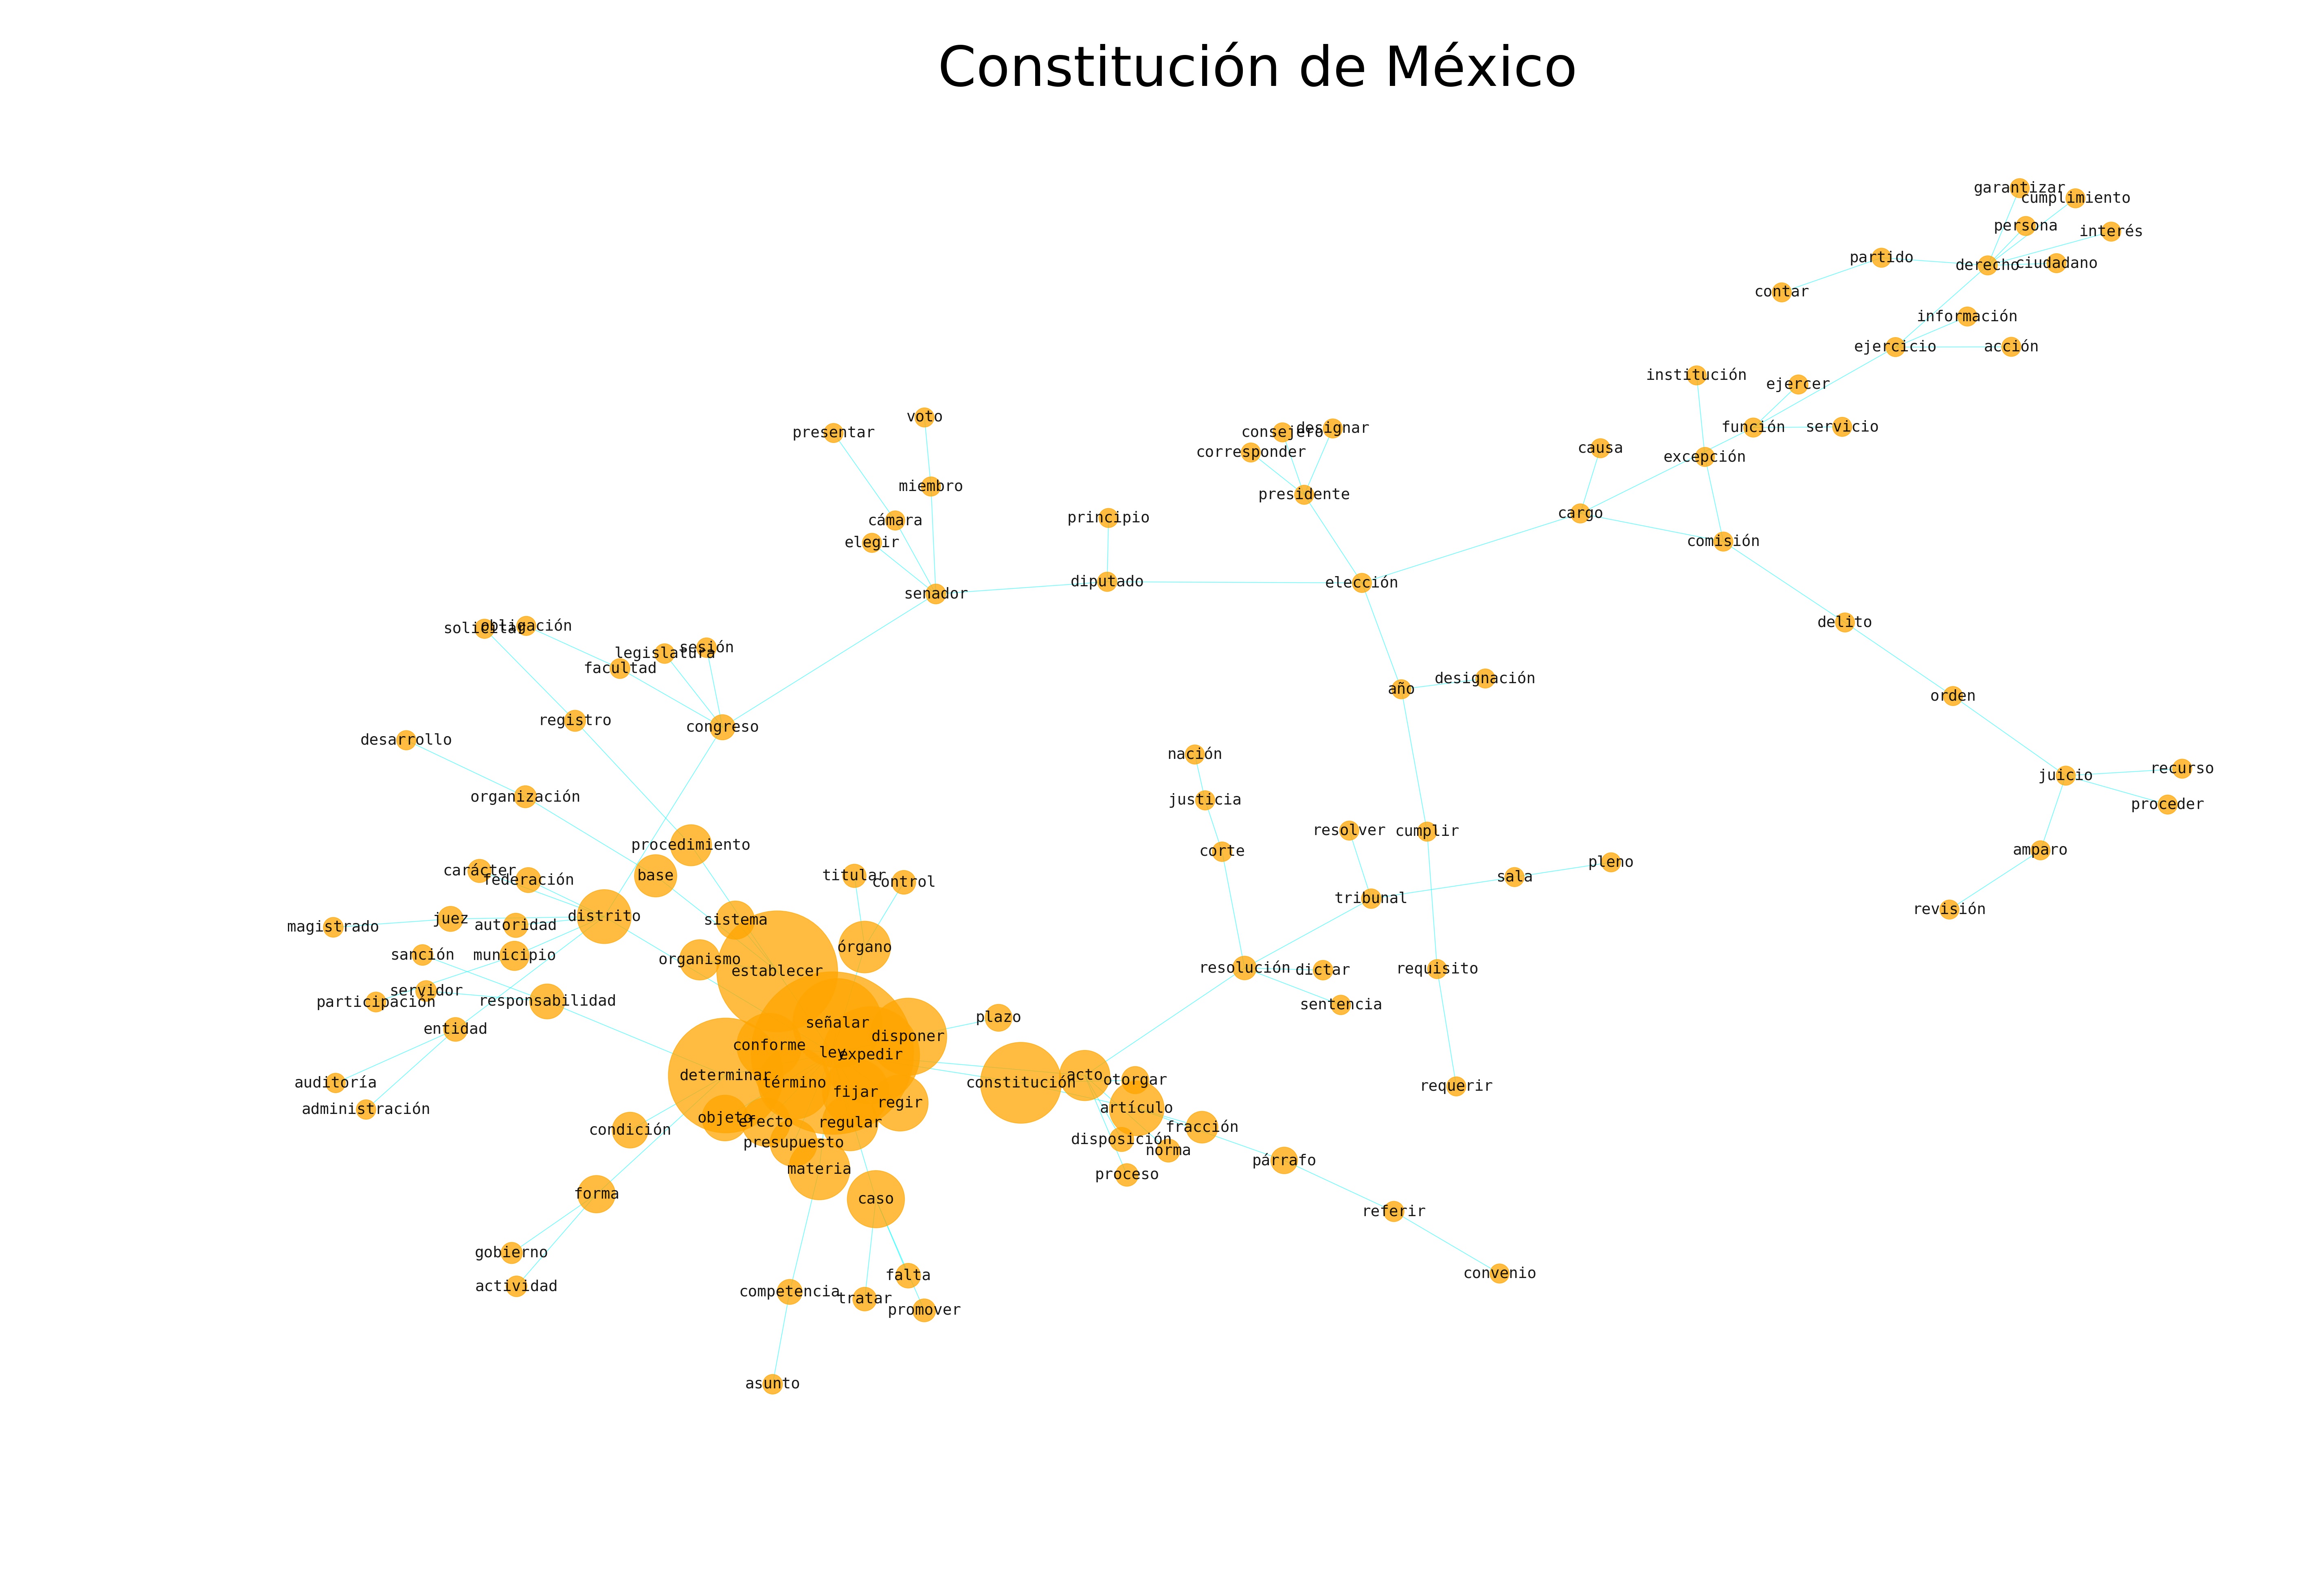 Constitución de México
garantizar
cumplimiento
persona
interés
partido
derecho
ciudadano
contar
información
ejercicio
acción
institución
ejercer
voto
presentar
consejero
designar
función
servicio
causa
corresponder
excepción
miembro
presidente
cargo
principio
cámara
elegir
comisión
diputado
elección
senador
delito
solicitar
obligación
sesión
legislatura
facultad
designación
año
orden
registro
congreso
desarrollo
nación
recurso
juicio
organización
justicia
proceder
resolver
cumplir
procedimiento
corte
amparo
pleno
carácter
federación
base
titular
control
sala
tribunal
revisión
magistrado
juez
autoridad
distrito
sistema
órgano
sanción
municipio
organismo
establecer
resolución
dictar
requisito
servidor
participación
responsabilidad
sentencia
plazo
entidad
señalar
disponer
conforme
ley
expedir
determinar
término
constitución
acto
otorgar
requerir
auditoría
fijar
regir
administración
artículo
objeto
efecto
regular
fracción
condición
presupuesto
disposición
norma
párrafo
materia
proceso
forma
caso
referir
gobierno
actividad
falta
convenio
competencia
tratar
promover
asunto